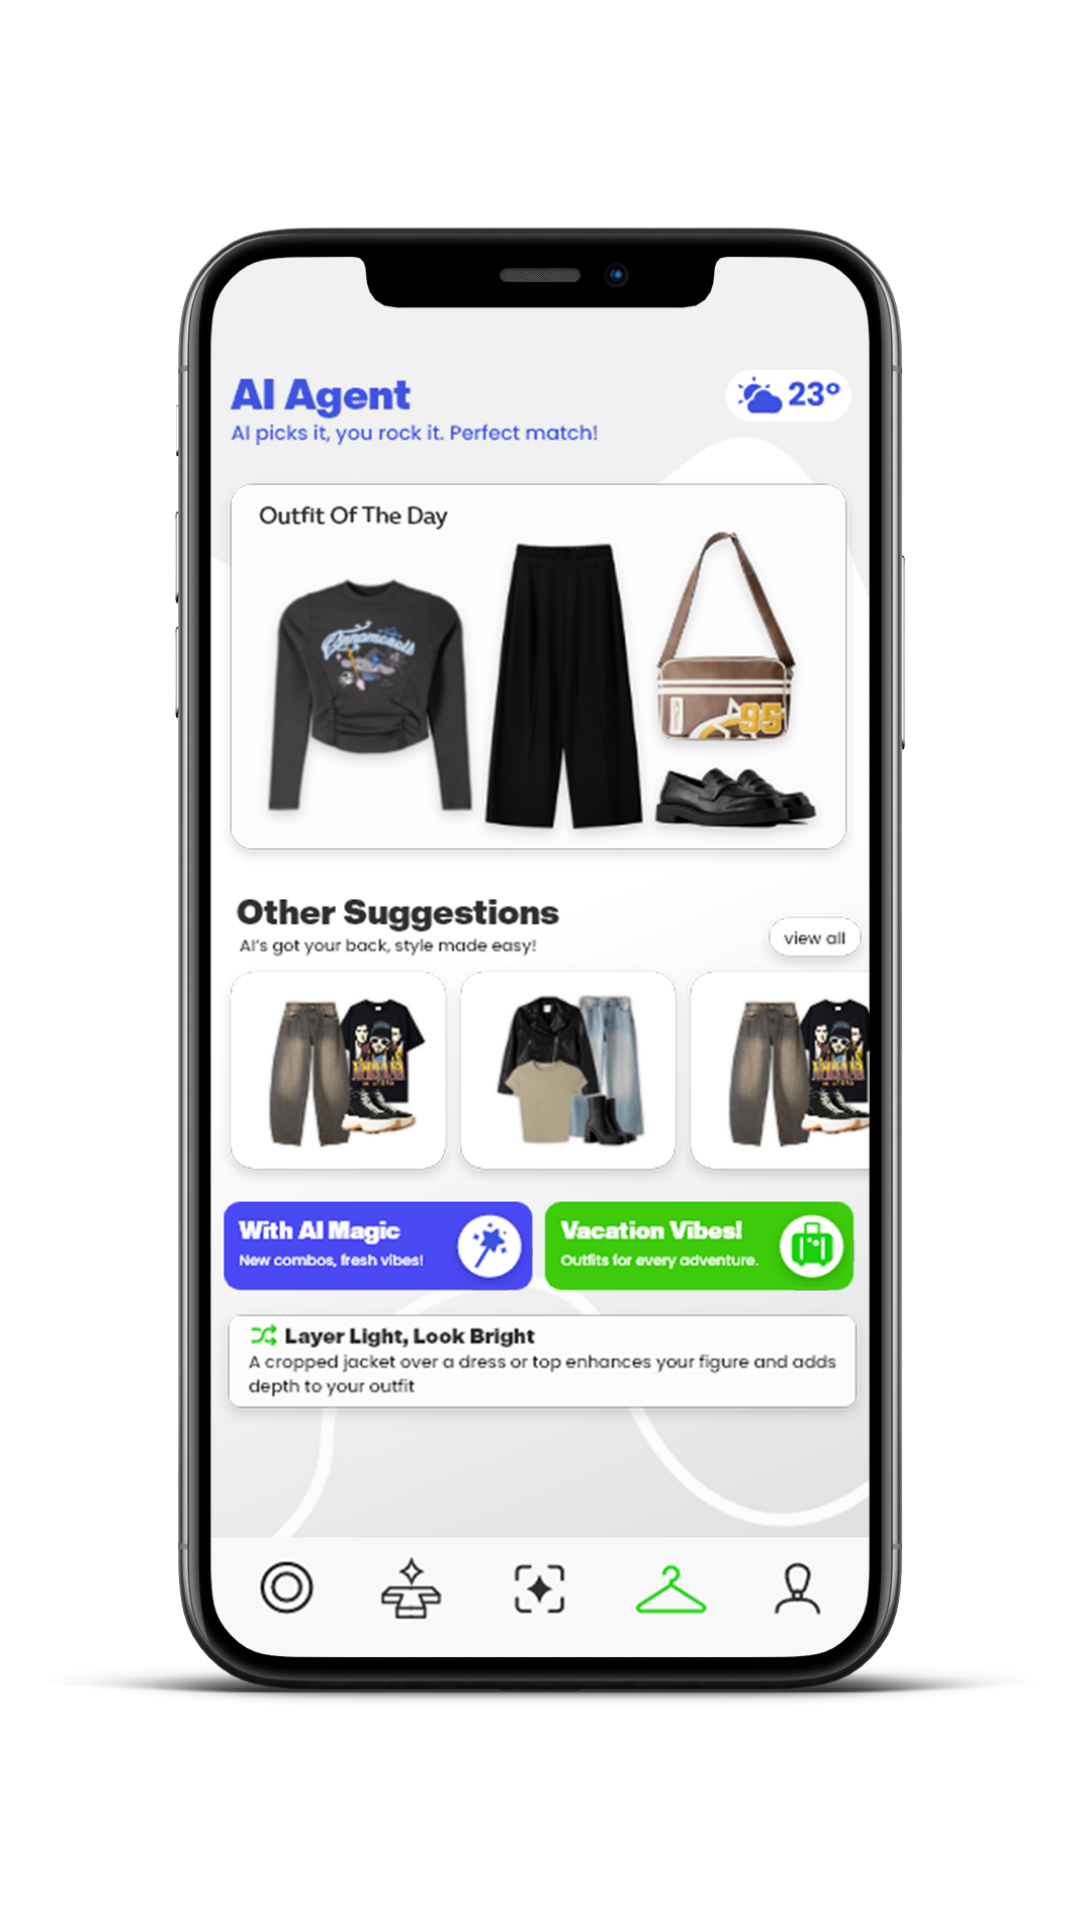 AI Agent
23°
AI picks it, you rock it. Perfect match!
Outfit Of The Day
95
Other Suggestions
AI's got your back, style made easy!
view all
With AI Magic
New combos, fresh vibes!
Vacation Vibes!
Outfits for every adventure.
Layer Light, Look Bright
A cropped jacket over a dress or top enhances your figure and adds
depth to your outfit